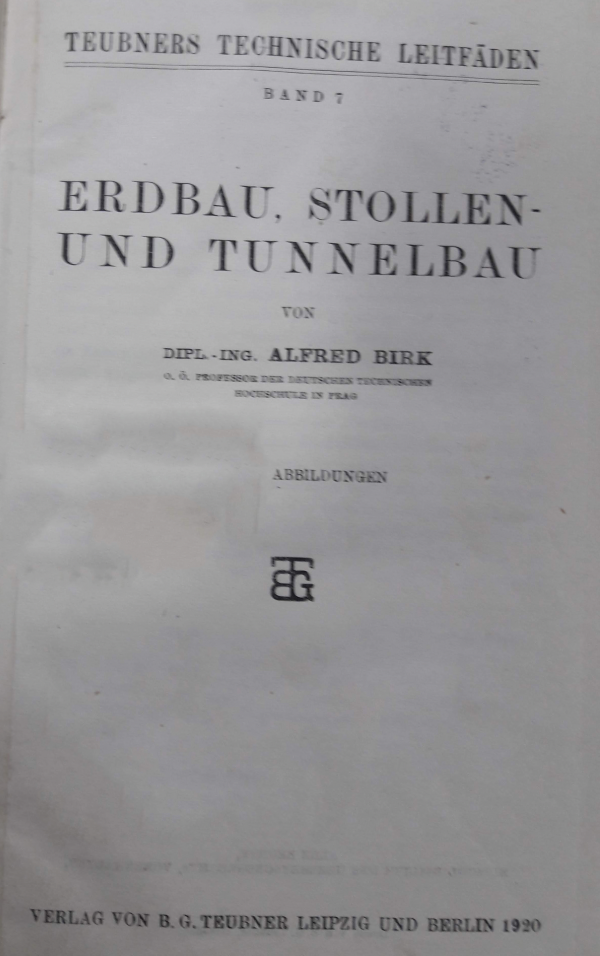 TEUBNERS TECHNISCHE LEITFÄDEN
BAND 7
ERDBAU, STOLLEN-
UND TUNNELBAU
VON
DIPL.-ING. ALFRED BIRK
O. Ö. PROFESSOR DER DEUTSCHEN TECHNISCHEN
HOCHSCHULE IN PRAG
ABBILDUNGEN
BTG
VERLAG VON B. G. TEUBNER LEIPZIG UND BERLIN 1920